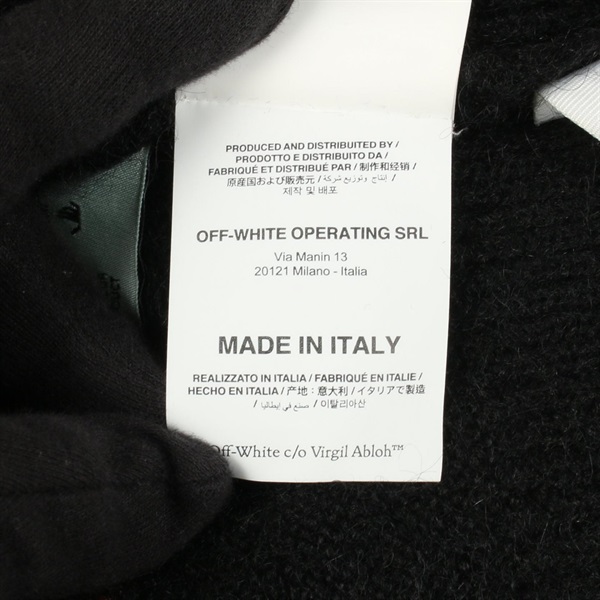 PRODUCED AND DISTRIBUTED BY /
PRODOTTO E DISTRIBUITO DA /
FABRIQUÉ ET DISTRIBUÉ PAR / 制作和经销 /
原産国および販売元 / إنتاج وتوزيع شركة /
제작 및 배포
OFF-WHITE OPERATING SRL
Via Manin 13
20121 Milano - Italia
MADE IN ITALY
REALIZZATO IN ITALIA / FABRIQUÉ EN ITALIE /
HECHO EN ITALIA / 产地: 意大利 / イタリアで製造
/ صنع في إيطاليا / 이탈리아산
Off-White c/o Virgil Abloh™